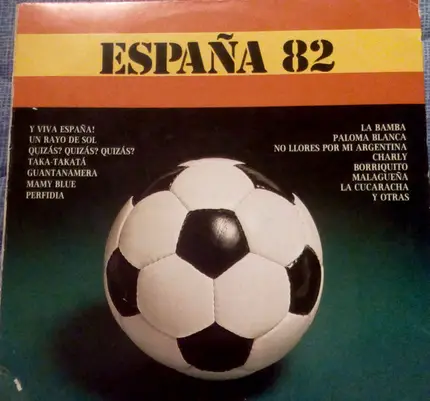 ESPAÑA 82
Y VIVA ESPAÑA!
UN RAYO DE SOL
QUIZÁS? QUIZÁS? QUIZÁS?
TAKA-TAKATÁ
GUANTANAMERA
MAMY BLUE
PERFIDIA
LA BAMBA
PALOMA BLANCA
NO LLORES POR MI ARGENTINA
CHARLY
BORRIQUITO
MALAGUEÑA
LA CUCARACHA
Y OTRAS